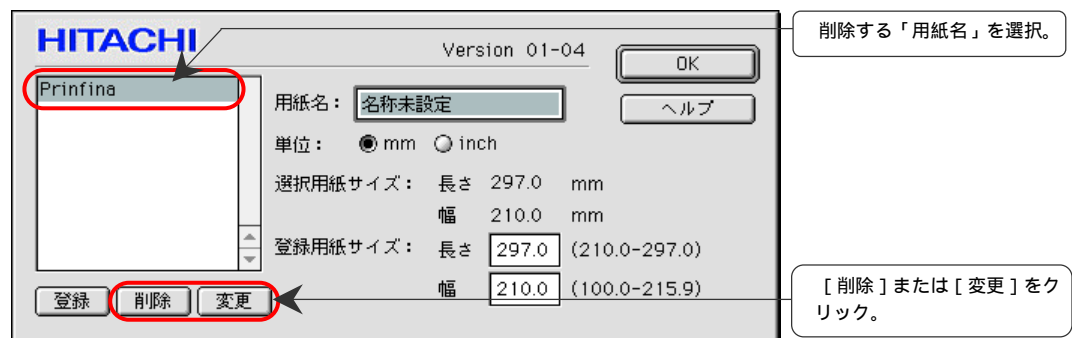 HITACHI
Version 01-04
OK
Prinfina
用紙名： 名称未設定
ヘルプ
単位： mm inch
選択用紙サイズ： 長さ 297.0 mm
幅 210.0 mm
登録用紙サイズ： 長さ 297.0 (210.0-297.0)
幅 210.0 (100.0-215.9)
登録 削除 変更
削除する「用紙名」を選択。
［削除］または［変更］をク
リック。